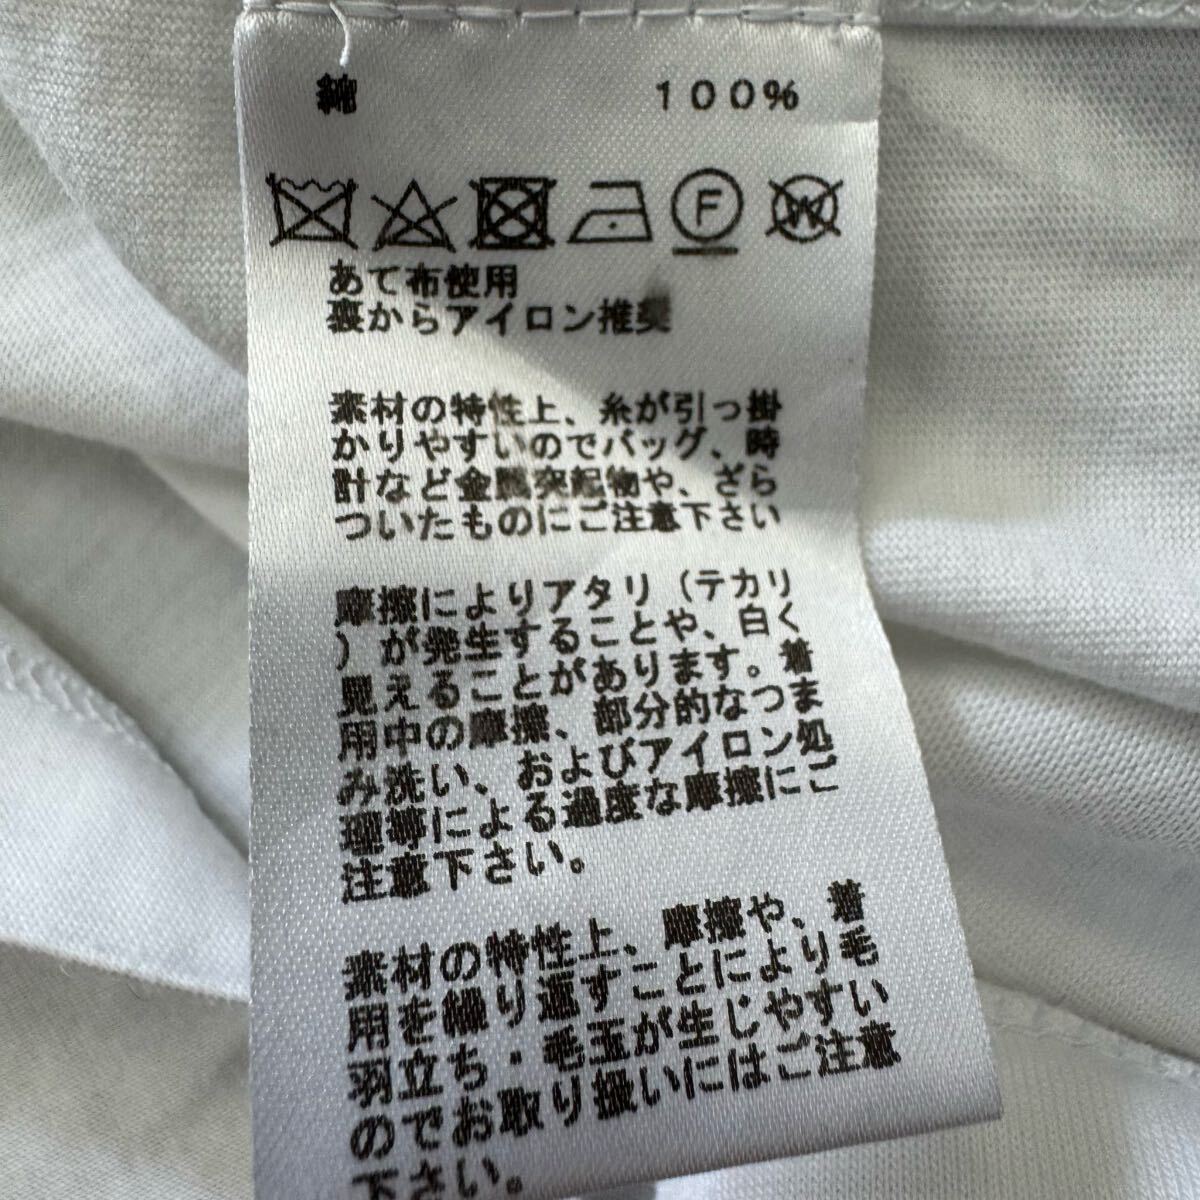 綿 100%
F W
あて布使用
裏からアイロン推奨
素材の特性上、糸が引っ掛
かりやすいのでバッグ、時
計など金属突起物や、ざら
ついたものにご注意下さい
摩擦によりアタリ（テカリ
）が発生することや、白く
見えることがあります。着
用中の摩擦、部分的なつま
み洗い、およびアイロン処
理等による過度な摩擦にご
注意下さい。
素材の特性上、摩擦や、着
用を繰り返すことにより毛
羽立ち・毛玉が生じやすい
のでお取り扱いにはご注意
下さい。